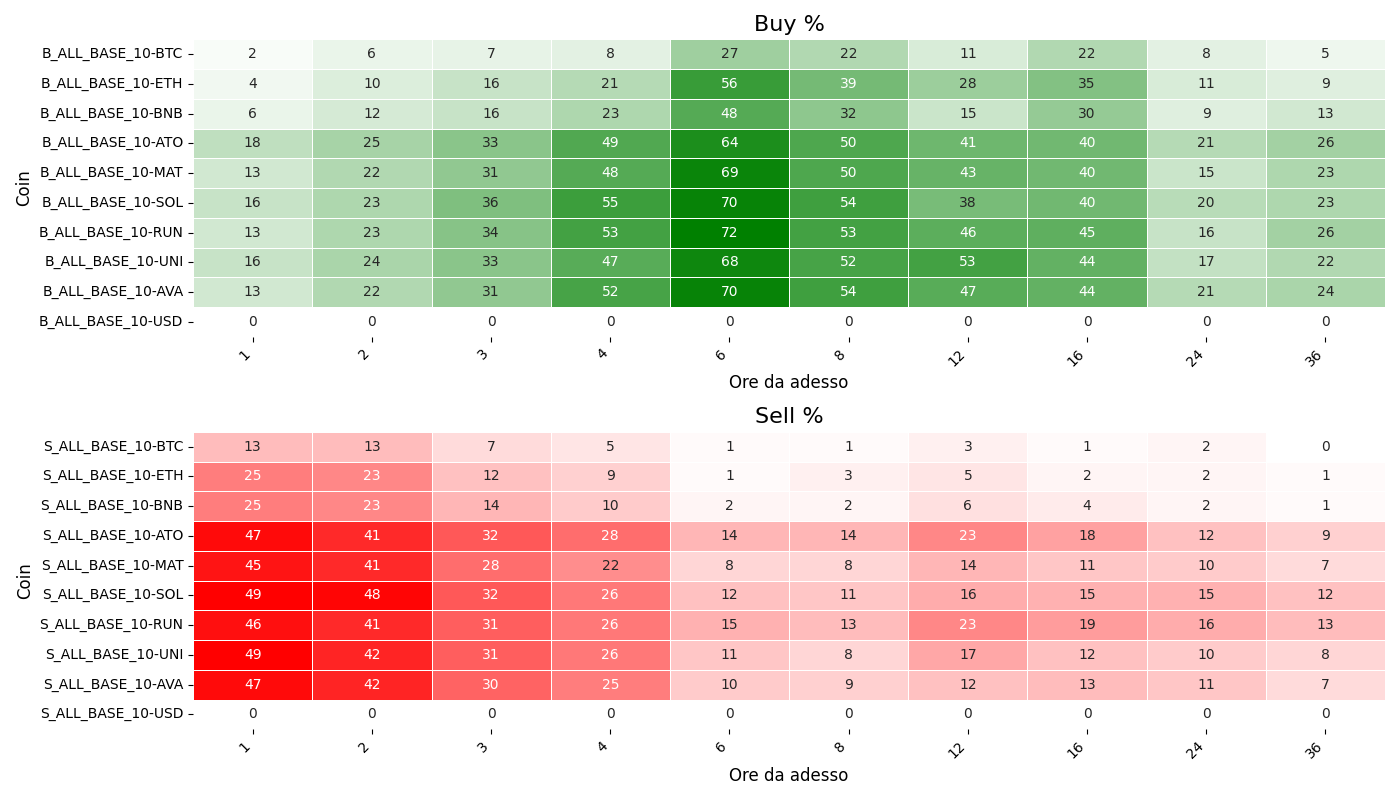 Buy %
Coin
B_ALL_BASE_10-BTC 2 6 7 8 27 22 11 22 8 5
B_ALL_BASE_10-ETH 4 10 16 21 56 39 28 35 11 9
B_ALL_BASE_10-BNB 6 12 16 23 48 32 15 30 9 13
B_ALL_BASE_10-ATO 18 25 33 49 64 50 41 40 21 26
B_ALL_BASE_10-MAT 13 22 31 48 69 50 43 40 15 23
B_ALL_BASE_10-SOL 16 23 36 55 70 54 38 40 20 23
B_ALL_BASE_10-RUN 13 23 34 53 72 53 46 45 16 26
B_ALL_BASE_10-UNI 16 24 33 47 68 52 53 44 17 22
B_ALL_BASE_10-AVA 13 22 31 52 70 54 47 44 21 24
B_ALL_BASE_10-USD 0 0 0 0 0 0 0 0 0 0
1 2 3 4 6 8 12 16 24 36
Ore da adesso
Sell %
Coin
S_ALL_BASE_10-BTC 13 13 7 5 1 1 3 1 2 0
S_ALL_BASE_10-ETH 25 23 12 9 1 3 5 2 2 1
S_ALL_BASE_10-BNB 25 23 14 10 2 2 6 4 2 1
S_ALL_BASE_10-ATO 47 41 32 28 14 14 23 18 12 9
S_ALL_BASE_10-MAT 45 41 28 22 8 8 14 11 10 7
S_ALL_BASE_10-SOL 49 48 32 26 12 11 16 15 15 12
S_ALL_BASE_10-RUN 46 41 31 26 15 13 23 19 16 13
S_ALL_BASE_10-UNI 49 42 31 26 11 8 17 12 10 8
S_ALL_BASE_10-AVA 47 42 30 25 10 9 12 13 11 7
S_ALL_BASE_10-USD 0 0 0 0 0 0 0 0 0 0
1 2 3 4 6 8 12 16 24 36
Ore da adesso